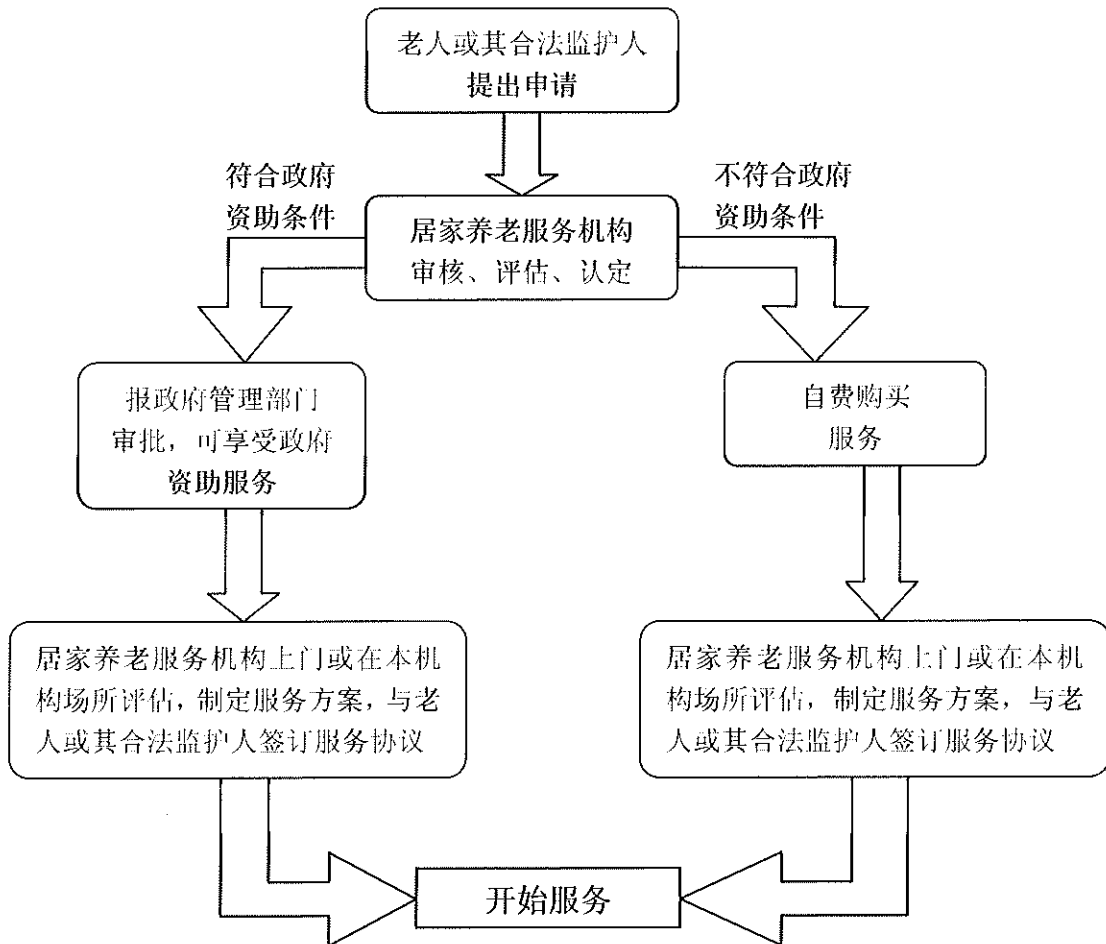 老人或其合法监护人
提出申请
符合政府
资助条件
不符合政府
资助条件
居家养老服务机构
审核、评估、认定
报政府管理部门
审批，可享受政府
资助服务
自费购买
服务
居家养老服务机构上门或在本机
构场所评估，制定服务方案，与老
人或其合法监护人签订服务协议
居家养老服务机构上门或在本机
构场所评估，制定服务方案，与老
人或其合法监护人签订服务协议
开始服务